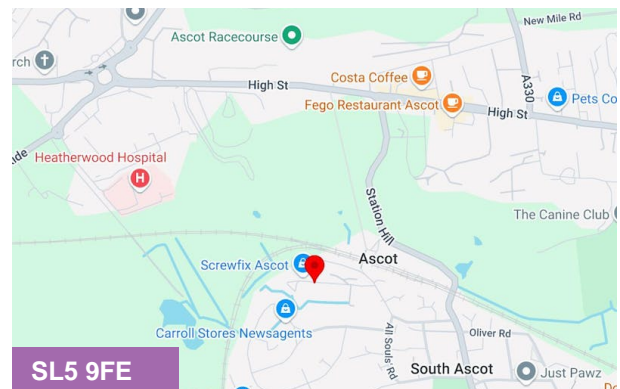 New Mile Rd
Ascot Racecourse
rch
Costa Coffee
High St
A330
Fego Restaurant Ascot
High St
Pets Co
de
Heatherwood Hospital
H
Station Hill
The Canine Club
Screwfix Ascot
Ascot
Carroll Stores Newsagents
All Souls' Rd
Oliver Rd
South Ascot
Just Pawz
Do
SL5 9FE